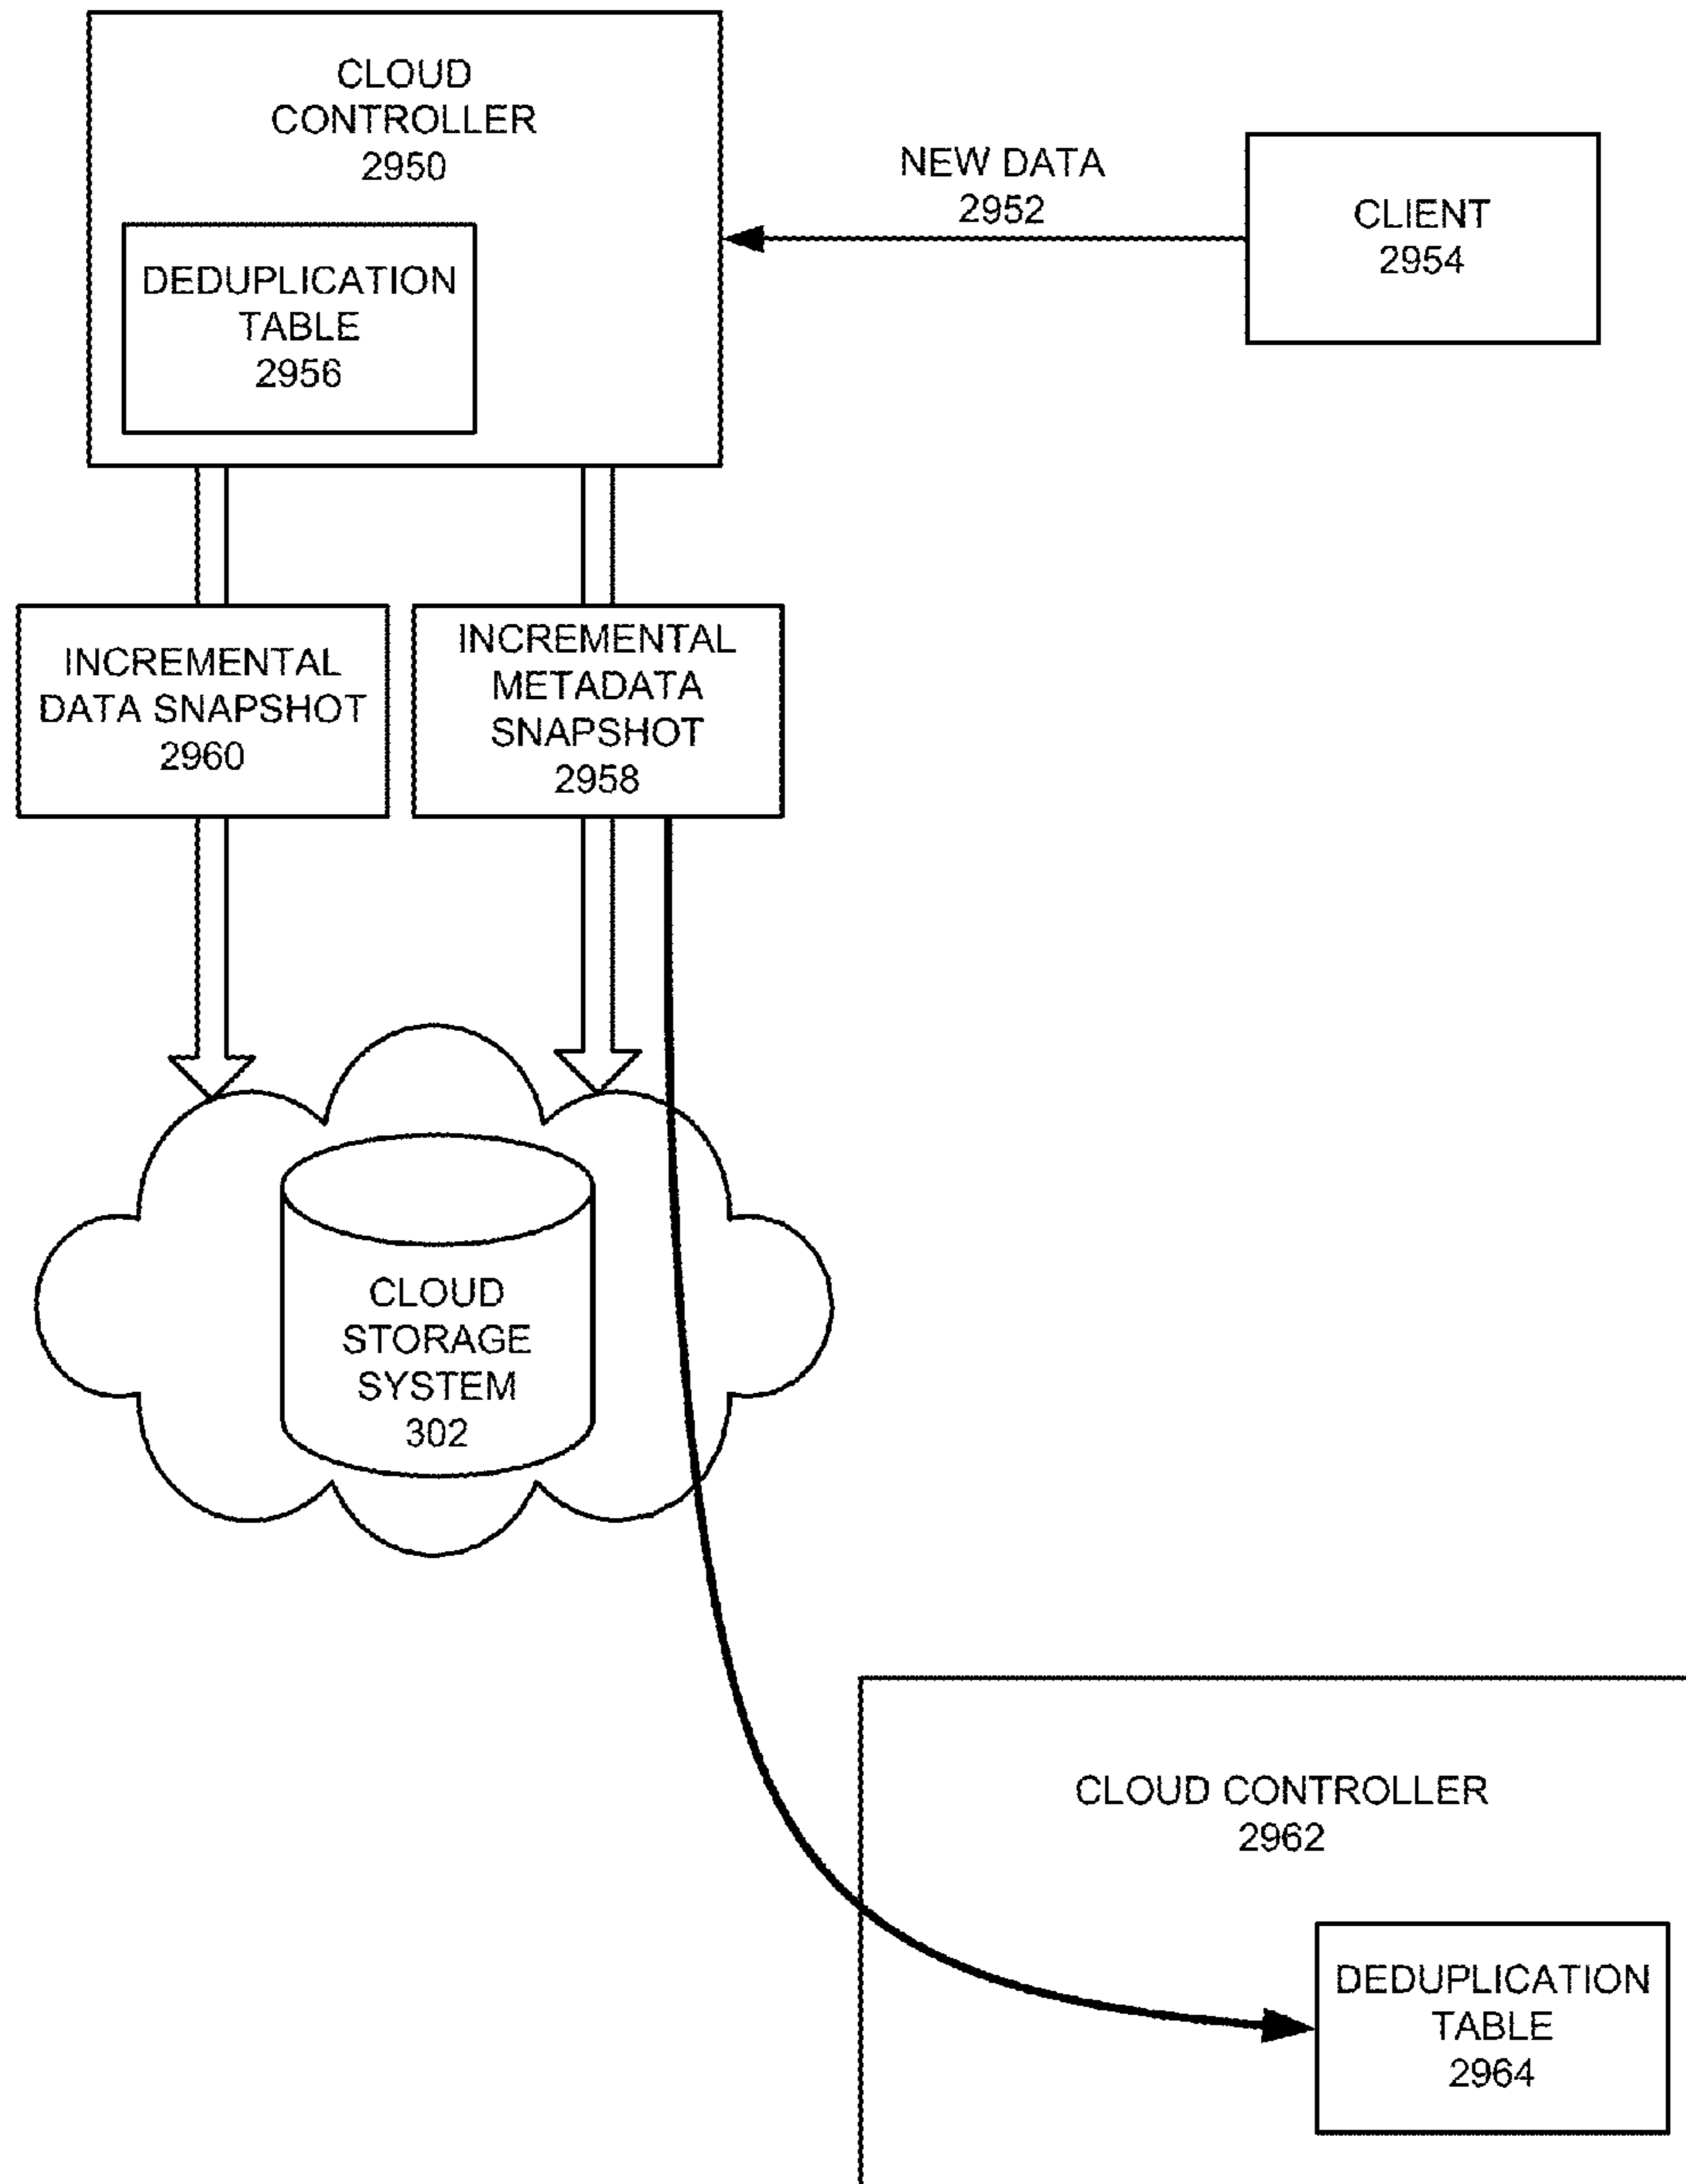 CLOUD
CONTROLLER
2950
NEW DATA
2952
CLIENT
2954
DEDUPLICATION
TABLE
2956
INCREMENTAL
DATA SNAPSHOT
2960
INCREMENTAL
METADATA
SNAPSHOT
2958
CLOUD
STORAGE
SYSTEM
302
CLOUD CONTROLLER
2962
DEDUPLICATION
TABLE
2964